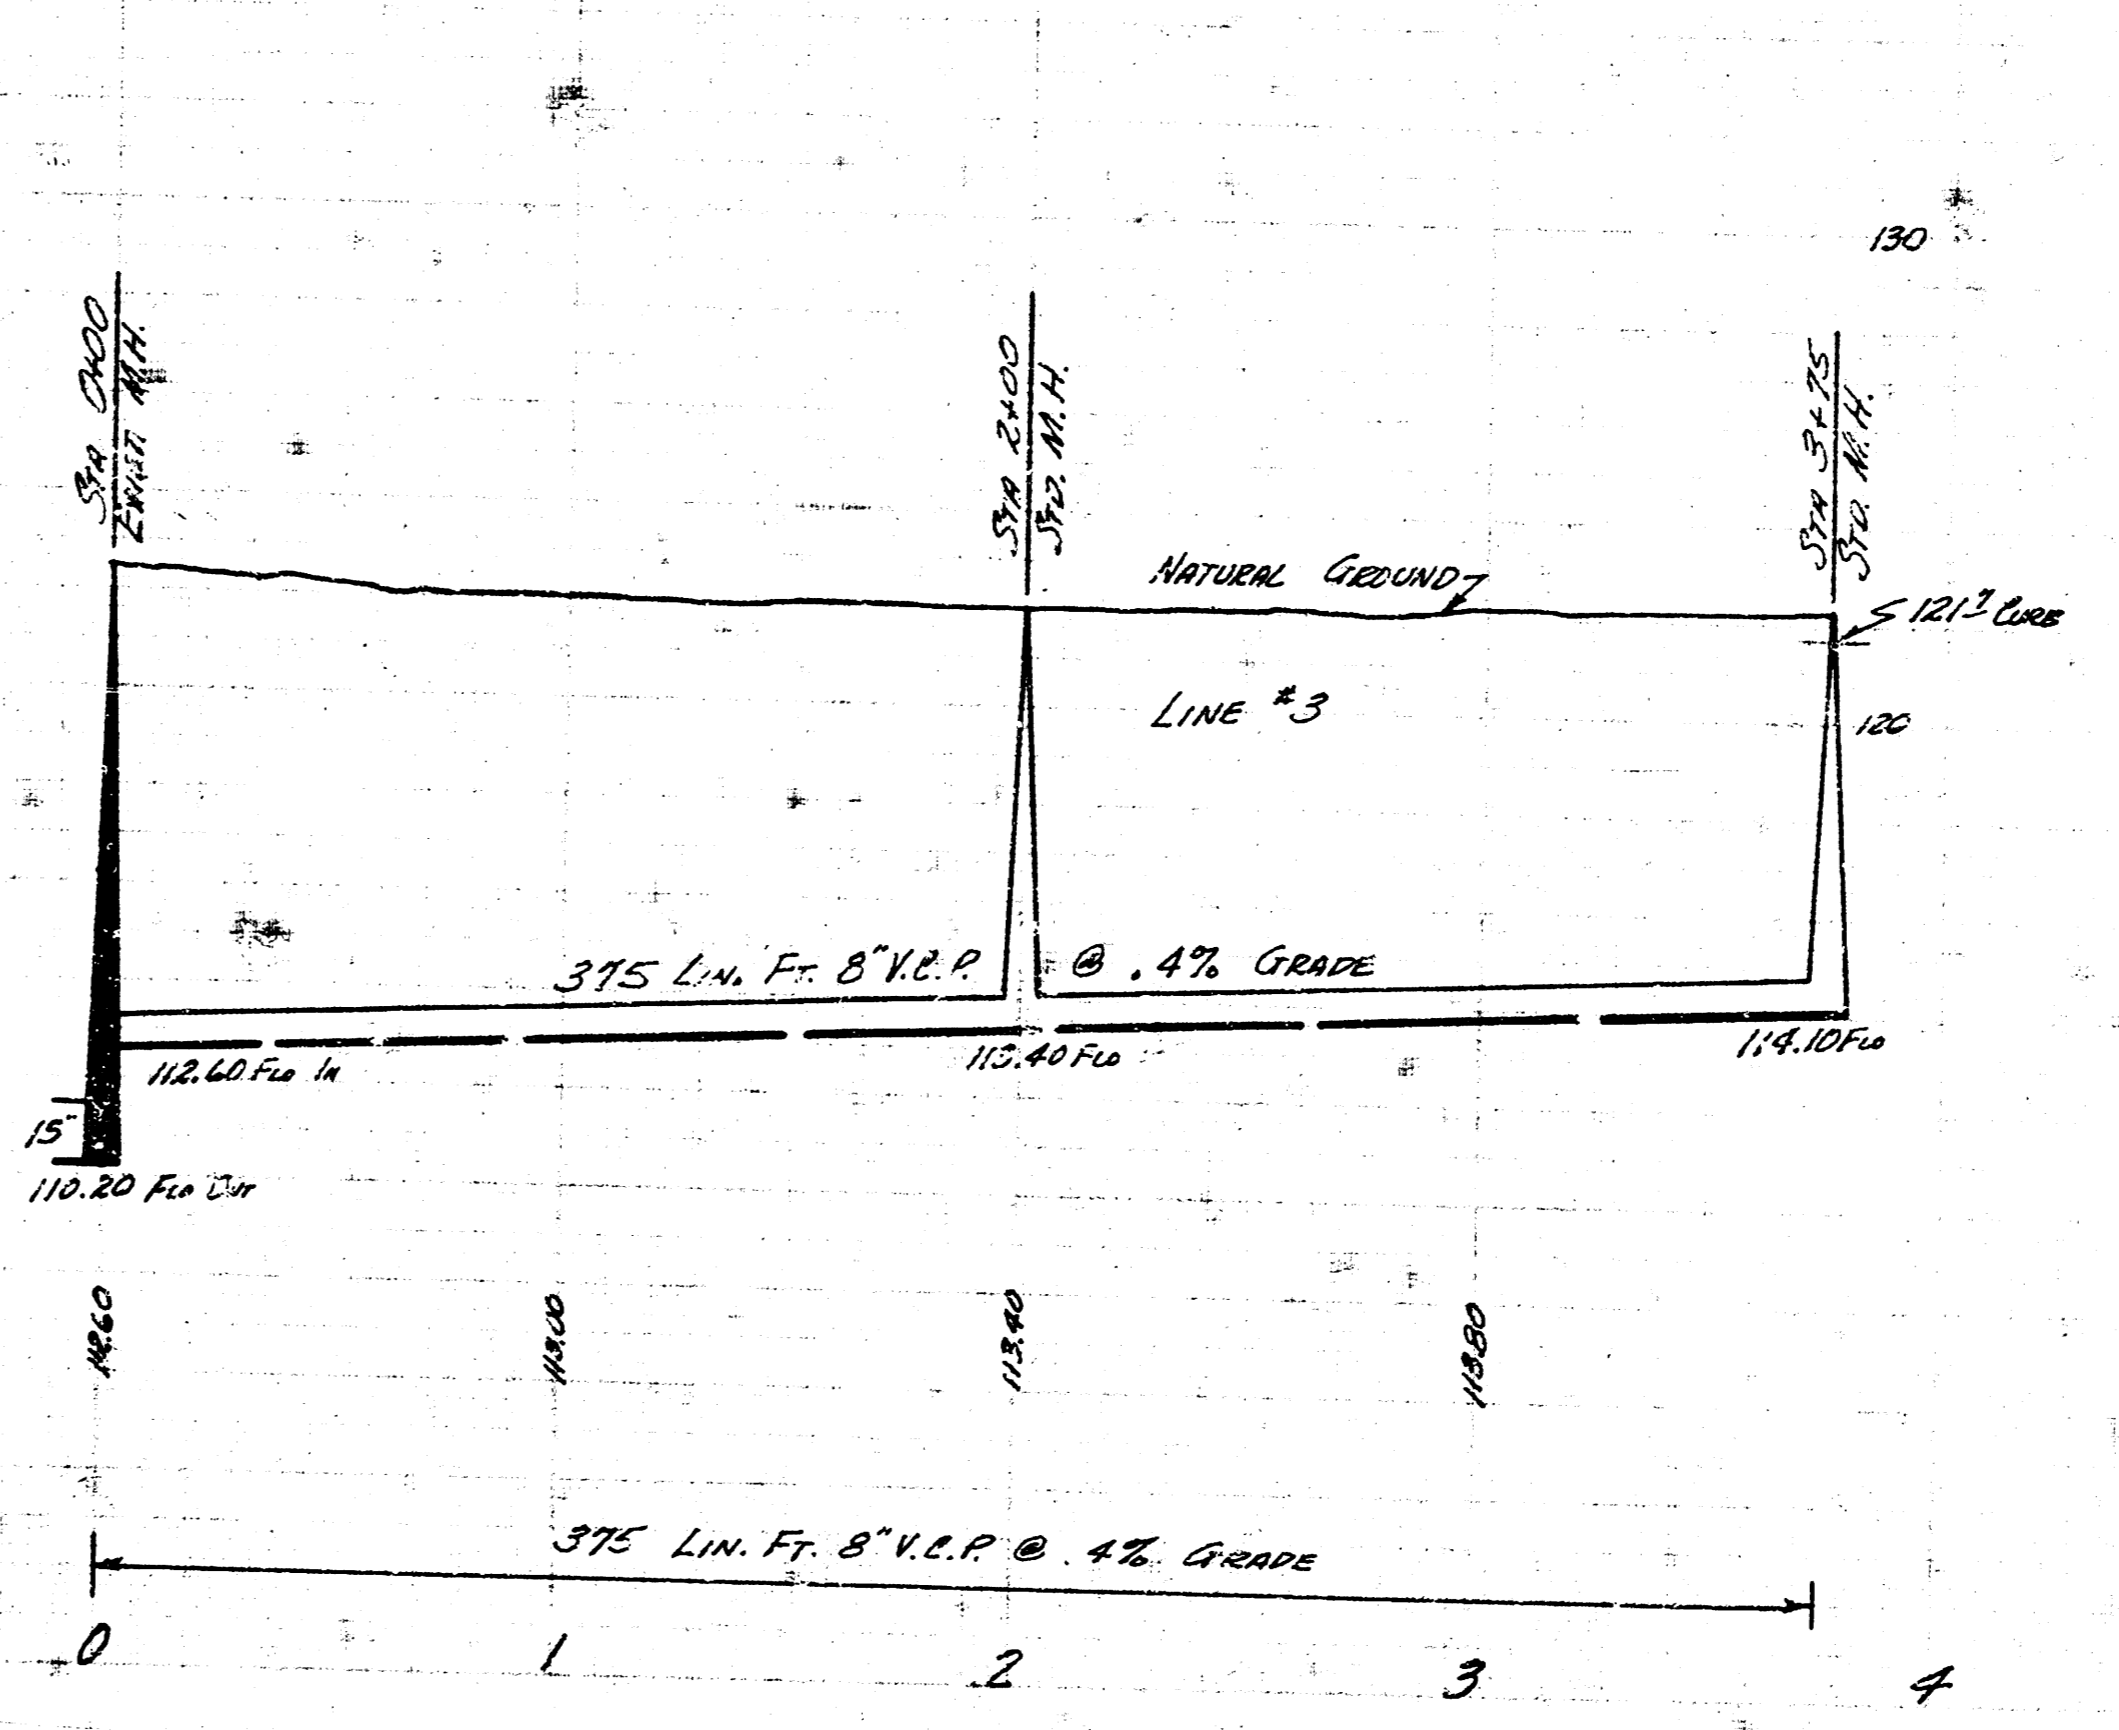 130
STA 0+00
EXIST. M.H.
STA 2+00
STD. M.H.
STA 3+75
STD. M.H.
NATURAL GROUND
CURB
LINE #3
120
375 LIN. FT. 8" V.C.P. @ .4% GRADE
112.60 FLO IN
113.40 FLO
114.10 FLO
15"
110.20 FLO OUT
112.60
113.00
113.40
113.80
375 LIN. FT. 8" V.C.P. @ .4% GRADE
0 1 2 3 4